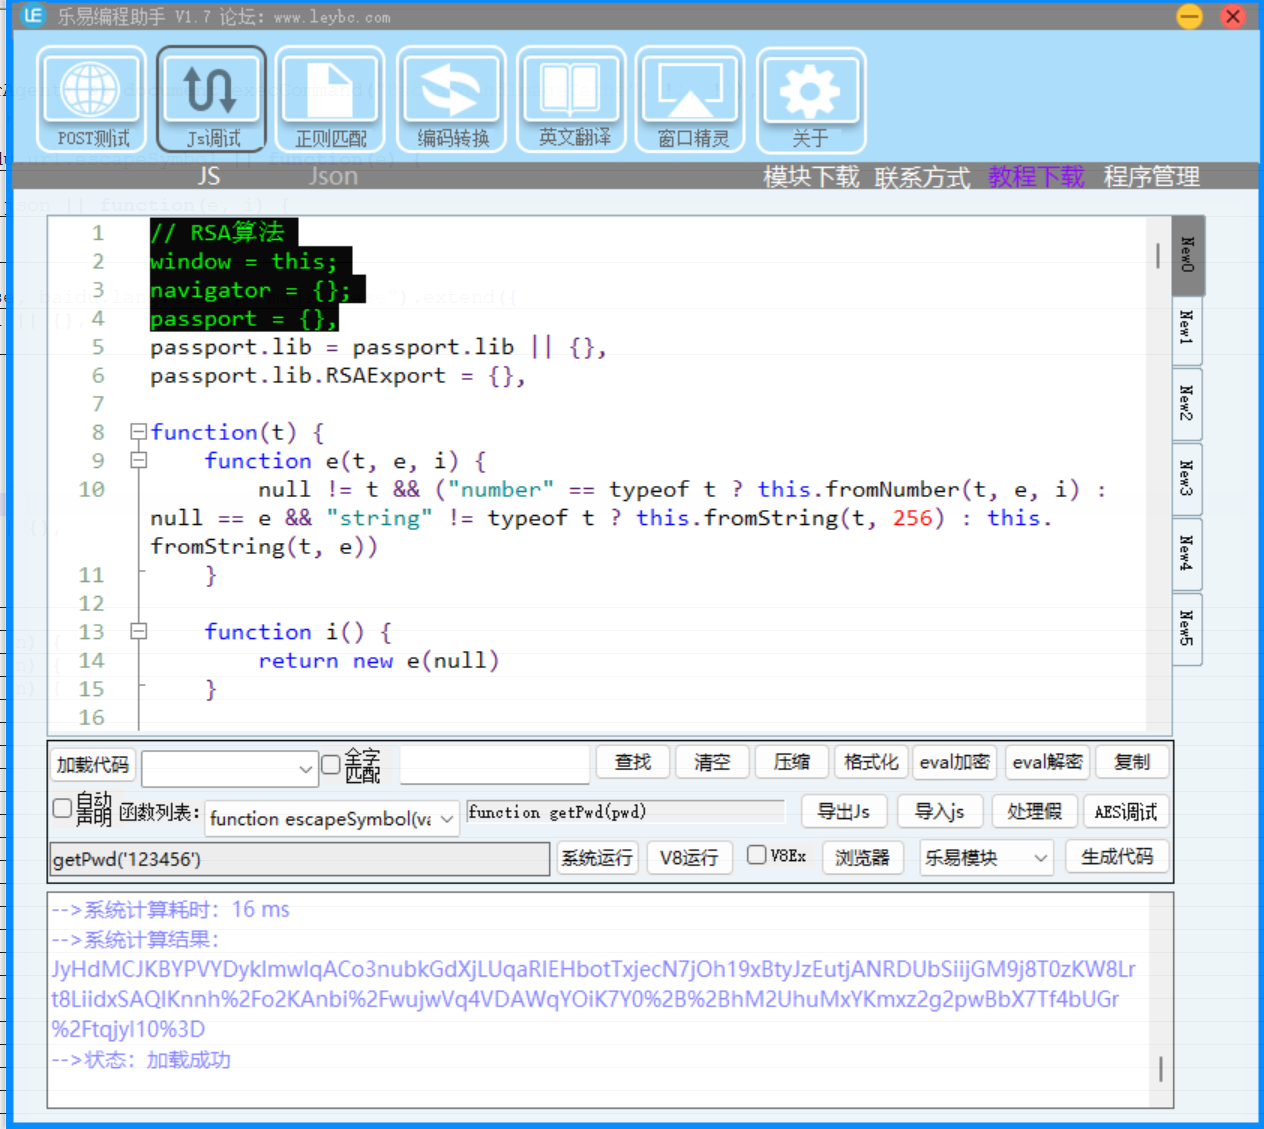 乐易编程助手 V1.7 论坛：www.leybc.com
POST测试 Js调试 正则匹配 编码转换 英文翻译 窗口精灵 关于
JS Json 模块下载 联系方式 教程下载 程序管理
1 // RSA算法
2 window = this;
3 navigator = {};
4 passport = {},
5 passport.lib = passport.lib || {},
6 passport.lib.RSAExport = {},
7
8 function(t) {
9 function e(t, e, i) {
10 null != t && ("number" == typeof t ? this.fromNumber(t, e, i) :
null == e && "string" != typeof t ? this.fromString(t, 256) : this.
fromString(t, e))
11 }
12
13 function i() {
14 return new e(null)
15 }
16
New0
New1
New2
New3
New4
New5
加载代码 全字匹配 查找 清空 压缩 格式化 eval加密 eval解密 复制
自动声明 函数列表： function escapeSymbol(va function getPwd(pwd) 导出Js 导入js 处理假 AES调试
getPwd('123456') 系统运行 V8运行 V8Ex 浏览器 乐易模块 生成代码
-->系统计算耗时：16 ms
-->系统计算结果：
JyHdMCJKBYPVYDykImwIqACo3nubkGdXjLUqaRIEHbotTxjecN7jOh19xBtyJzEutjANRDUbSiijGM9j8T0zKW8Lr
t8LiidxSAQIKnnh%2Fo2KAnbi%2FwujwVq4VDAWqYOiK7Y0%2B%2BhM2UhuMxYKmxz2g2pwBbX7Tf4bUGr
%2Ftqjyl10%3D
-->状态：加载成功